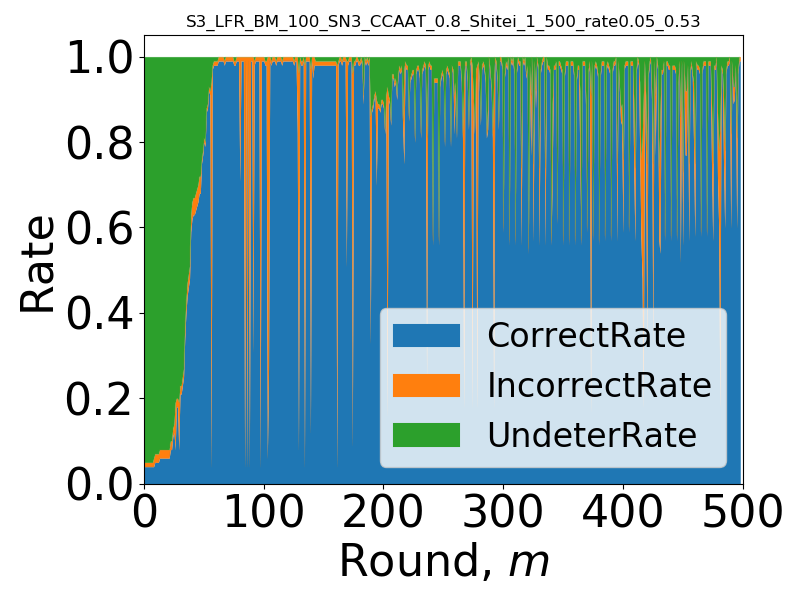 S3_LFR_BM_100_SN3_CCAAT_0.8_Shitei_1_500_rate0.05_0.53
1.0
0.8
0.6
0.4
0.2
0.0
Rate
CorrectRate
IncorrectRate
UndeterRate
0 100 200 300 400 500
Round, m